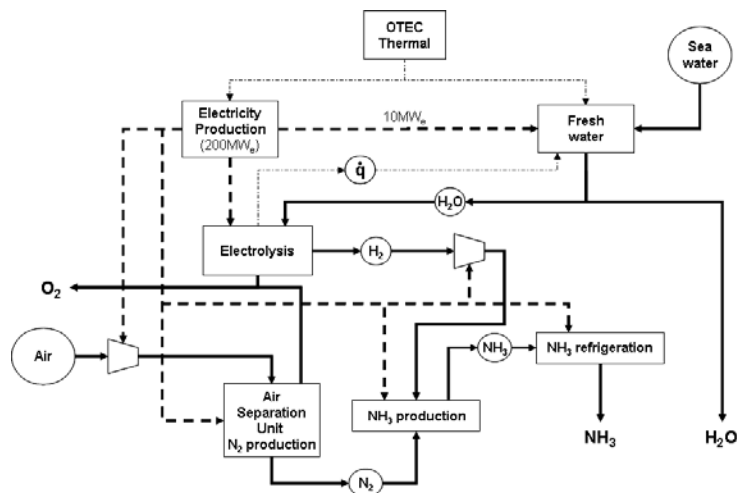 OTEC
Thermal
Sea
water
Electricity
Production
(200MWₑ)
10MWₑ
Fresh
water
q̇
H₂O
Electrolysis
H₂
O₂
Air
NH₃
NH₃ refrigeration
Air
Separation
Unit
N₂ production
NH₃ production
N₂
NH₃
H₂O